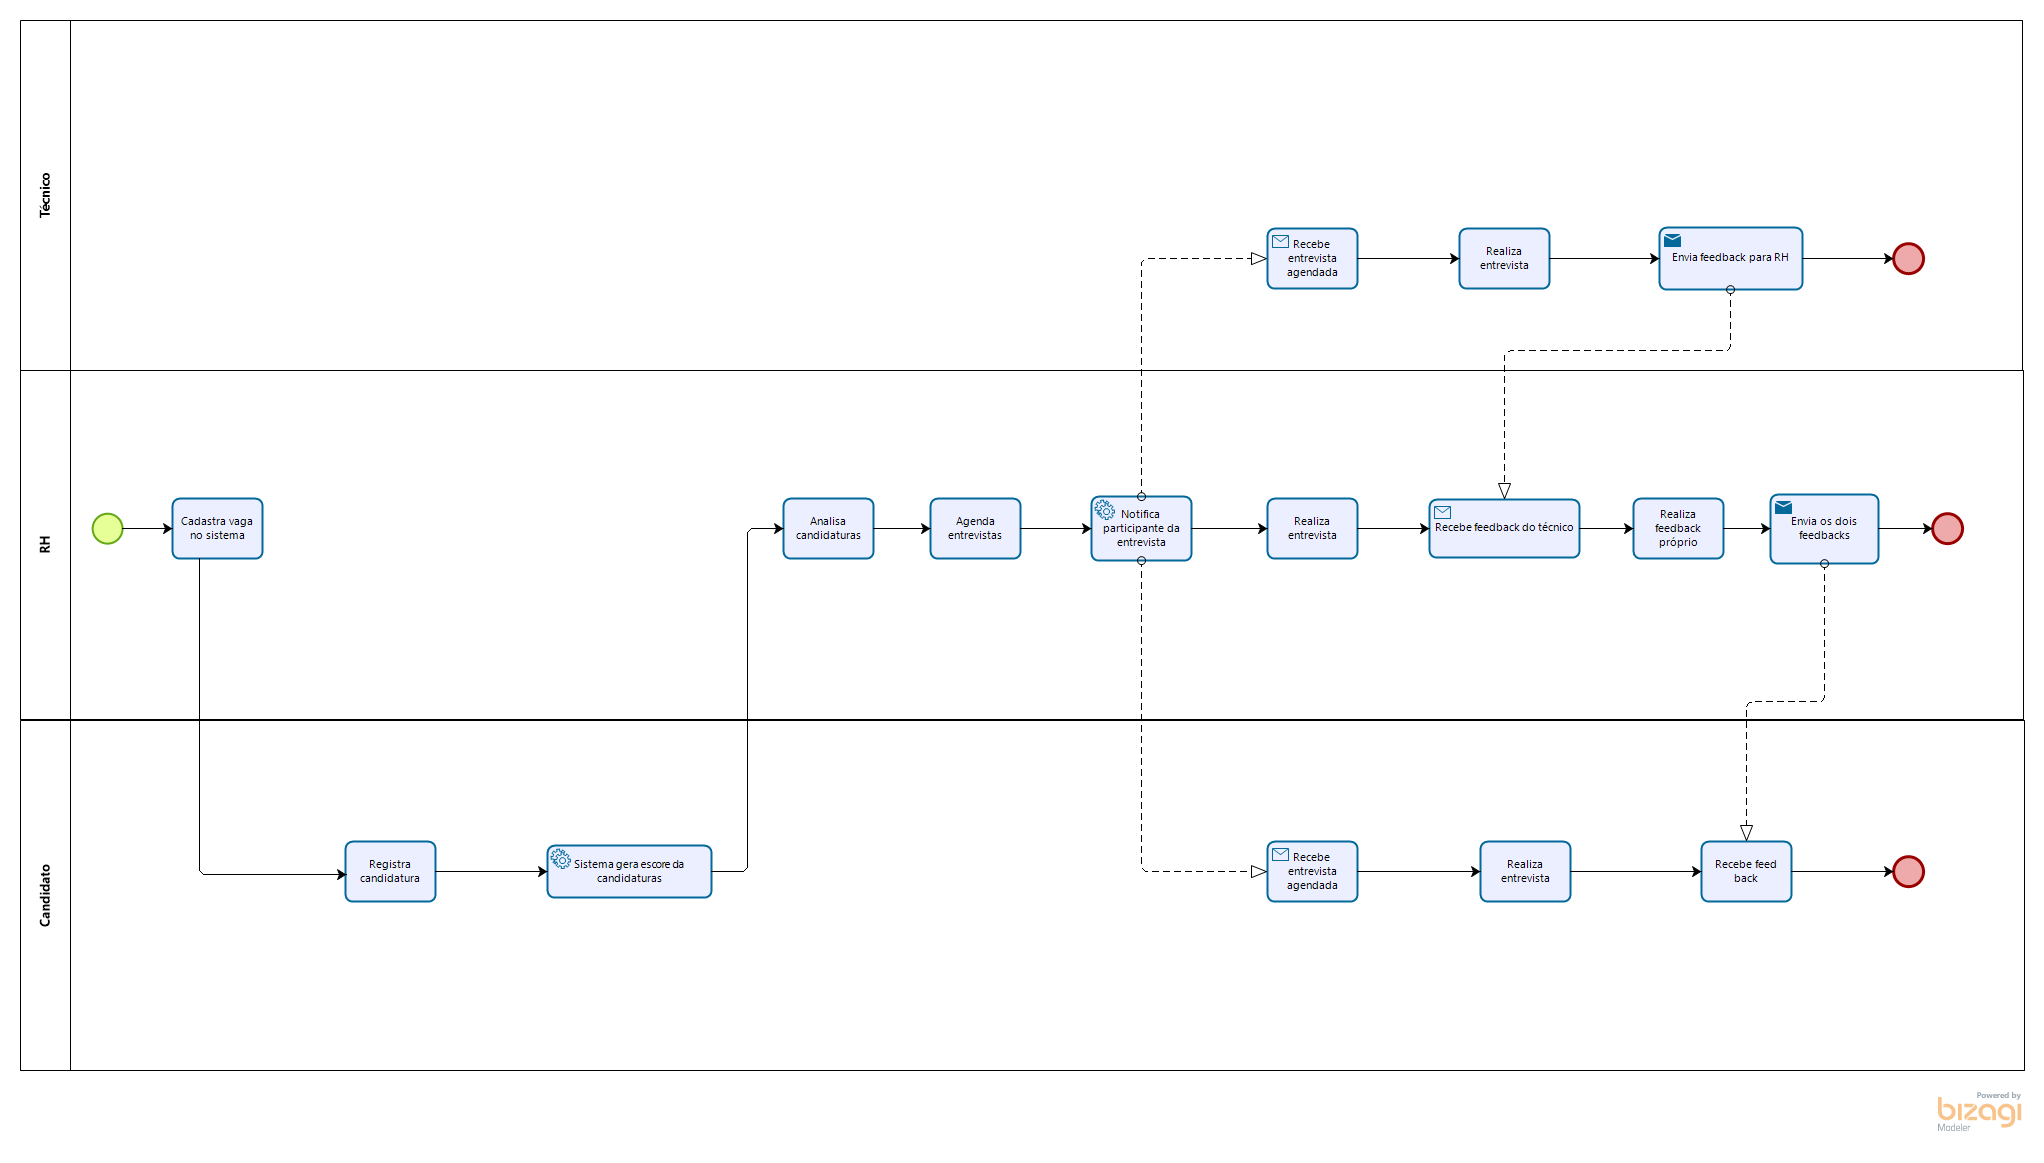 Técnico
Recebe
entrevista
agendada
Realiza
entrevista
Envia feedback para RH
RH
Cadastra vaga
no sistema
Analisa
candidaturas
Agenda
entrevistas
Notifica
participante da
entrevista
Realiza
entrevista
Recebe feedback do técnico
Realiza
feedback
próprio
Envia os dois
feedbacks
Candidato
Registra
candidatura
Sistema gera escore da
candidaturas
Recebe
entrevista
agendada
Realiza
entrevista
Recebe feed
back
Powered by
bizagi
Modeler